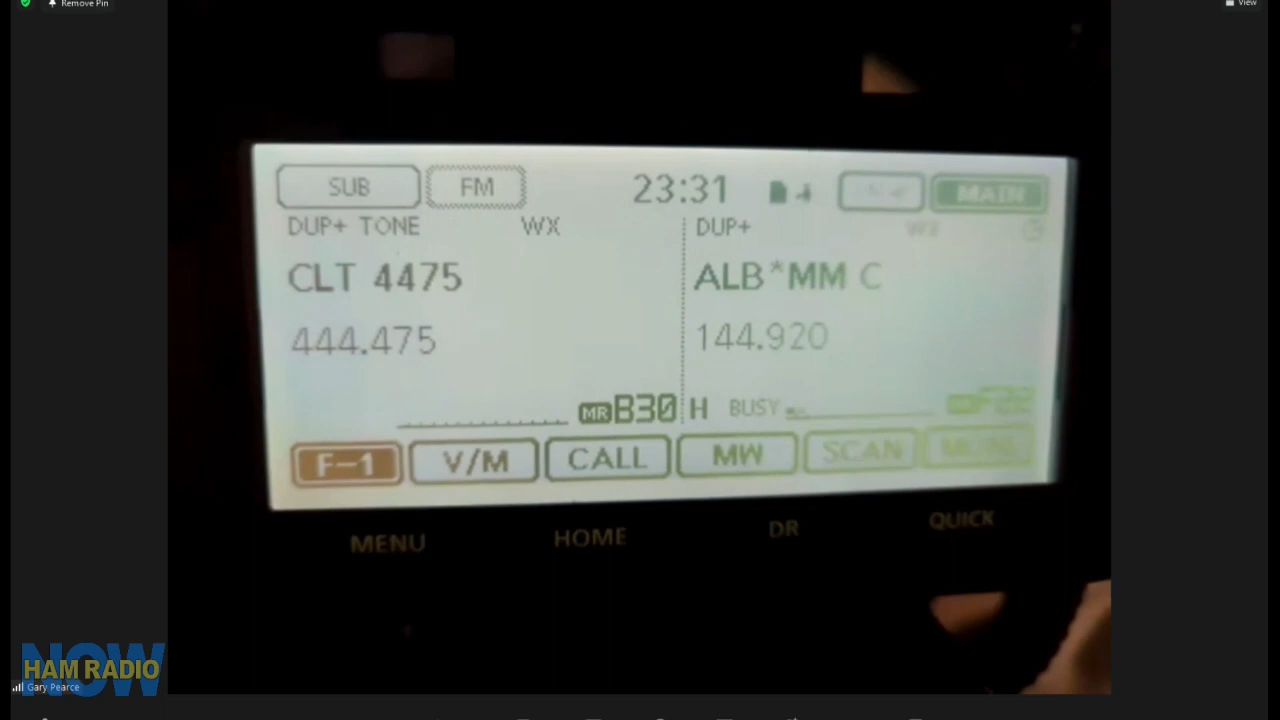 Remove Pin
View
SUB FM 23:31 MAIN
DUP+ TONE WX DUP+ WX
CLT 4475 ALB*MM C
444.475 144.920
MR B30 H BUSY
F-1 V/M CALL MW SCAN
MENU HOME DR QUICK
NOW
HAM RADIO
Gary Pearce